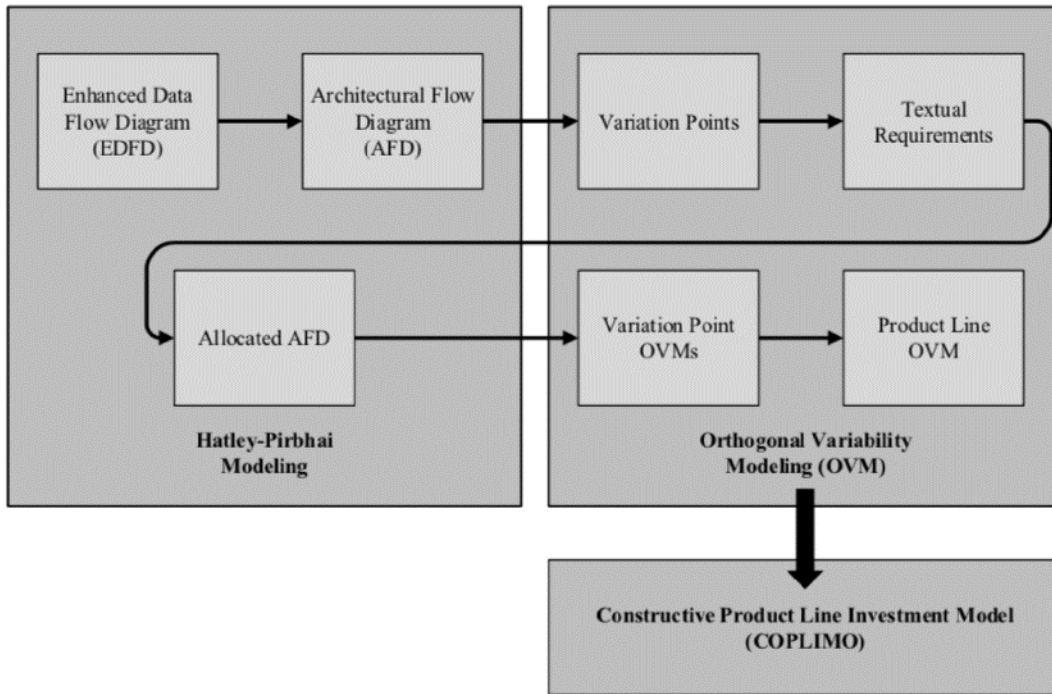 Enhanced Data
Flow Diagram
(EDFD)
Architectural Flow
Diagram
(AFD)
Variation Points
Textual
Requirements
Allocated AFD
Variation Point
OVMs
Product Line
OVM
Hatley-Pirbhai
Modeling
Orthogonal Variability
Modeling (OVM)
Constructive Product Line Investment Model
(COPLIMO)